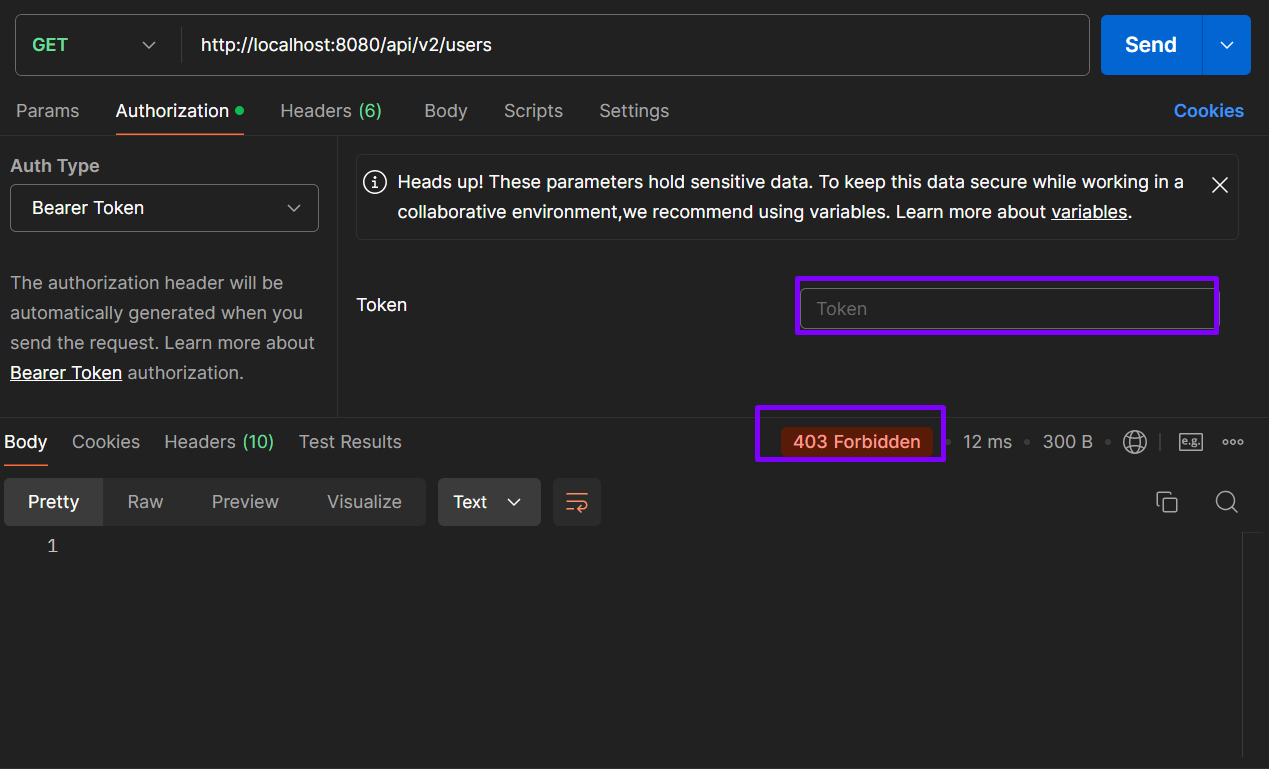 GET http://localhost:8080/api/v2/users Send
Params Authorization Headers (6) Body Scripts Settings Cookies
Auth Type
Bearer Token
The authorization header will be
automatically generated when you
send the request. Learn more about
Bearer Token authorization.
Heads up! These parameters hold sensitive data. To keep this data secure while working in a
collaborative environment,we recommend using variables. Learn more about variables.
Token Token
Body Cookies Headers (10) Test Results 403 Forbidden 12 ms 300 B e.g.
Pretty Raw Preview Visualize Text
1